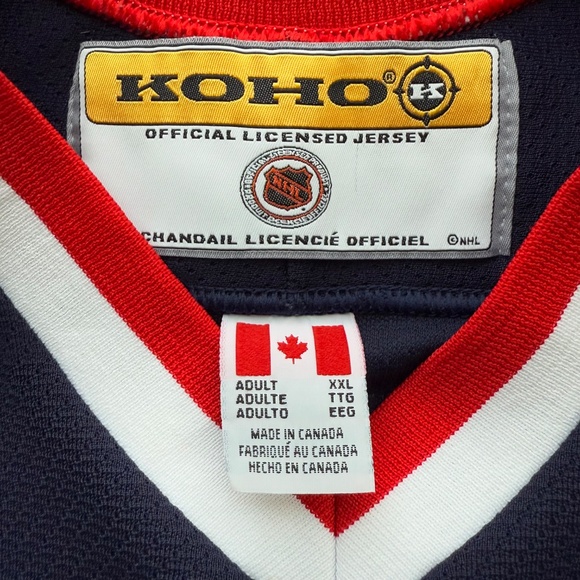 KOHO® K
OFFICIAL LICENSED JERSEY
NHL
CHANDAIL LICENCIÉ OFFICIEL ©NHL
ADULT XXL
ADULTE TTG
ADULTO EEG
MADE IN CANADA
FABRIQUÉ AU CANADA
HECHO EN CANADA